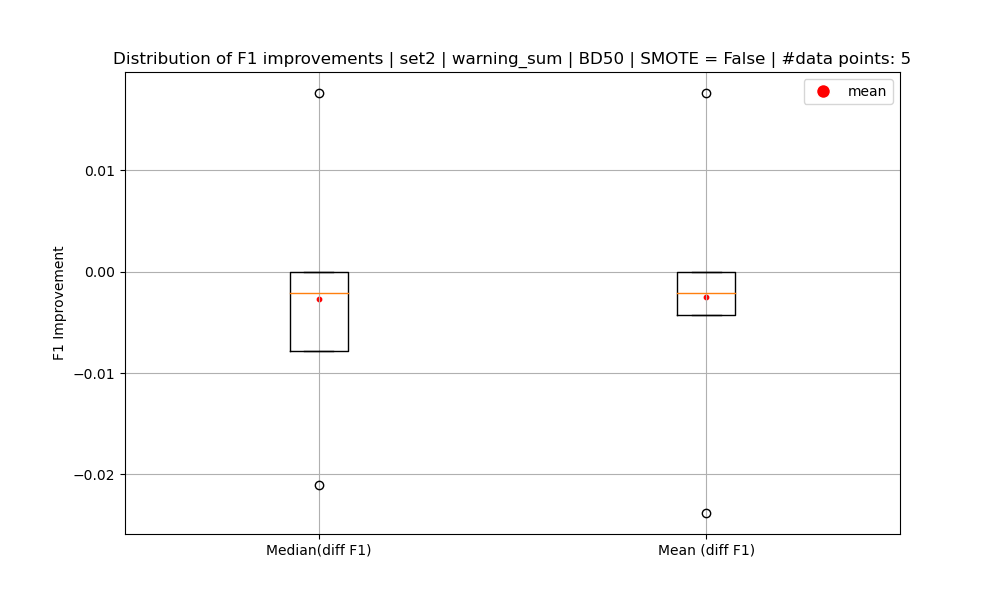 Distribution of F1 improvements | set2 | warning_sum | BD50 | SMOTE = False | #data points: 5
mean
0.01
0.00
−0.01
−0.02
F1 Improvement
Median(diff F1)
Mean (diff F1)